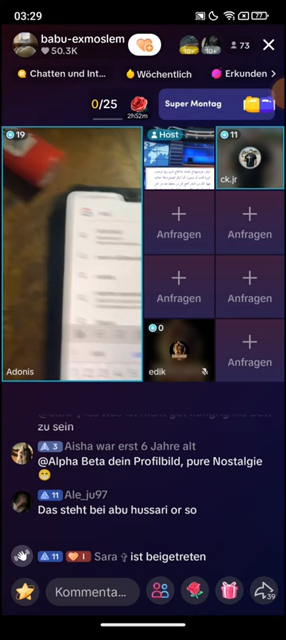 03:29
77
babu-exmoslem
50.3K
10+
10+
73
Chatten und Int...
Wöchentlich
Erkunden
0/25
2h52m
Super Montag
19
Host
11
ck.jr
Anfragen
Anfragen
Anfragen
Anfragen
0
Anfragen
Adonis
edik
zu sein
3 Aisha war erst 6 Jahre alt
@Alpha Beta dein Profilbild, pure Nostalgie
😁
11 Ale_ju97
Das steht bei abu hussari or so
11 1 Sara ✞ ist beigetreten
Kommenta...
39